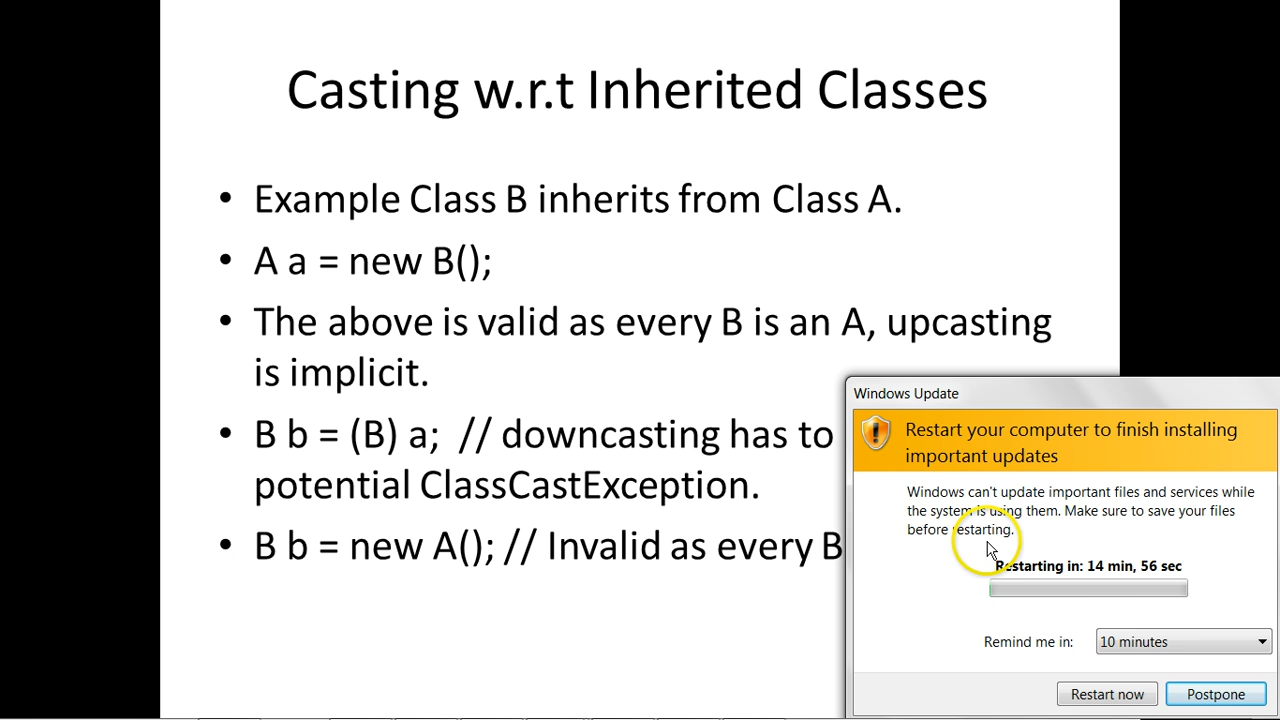 Casting w.r.t Inherited Classes
• Example Class B inherits from Class A.
• A a = new B();
• The above is valid as every B is an A, upcasting
is implicit.
• B b = (B) a; // downcasting has to
potential ClassCastException.
• B b = new A(); // Invalid as every B
Windows Update
Restart your computer to finish installing
important updates
Windows can't update important files and services while
the system is using them. Make sure to save your files
before restarting.
Restarting in: 14 min, 56 sec
Remind me in: 10 minutes
Restart now Postpone